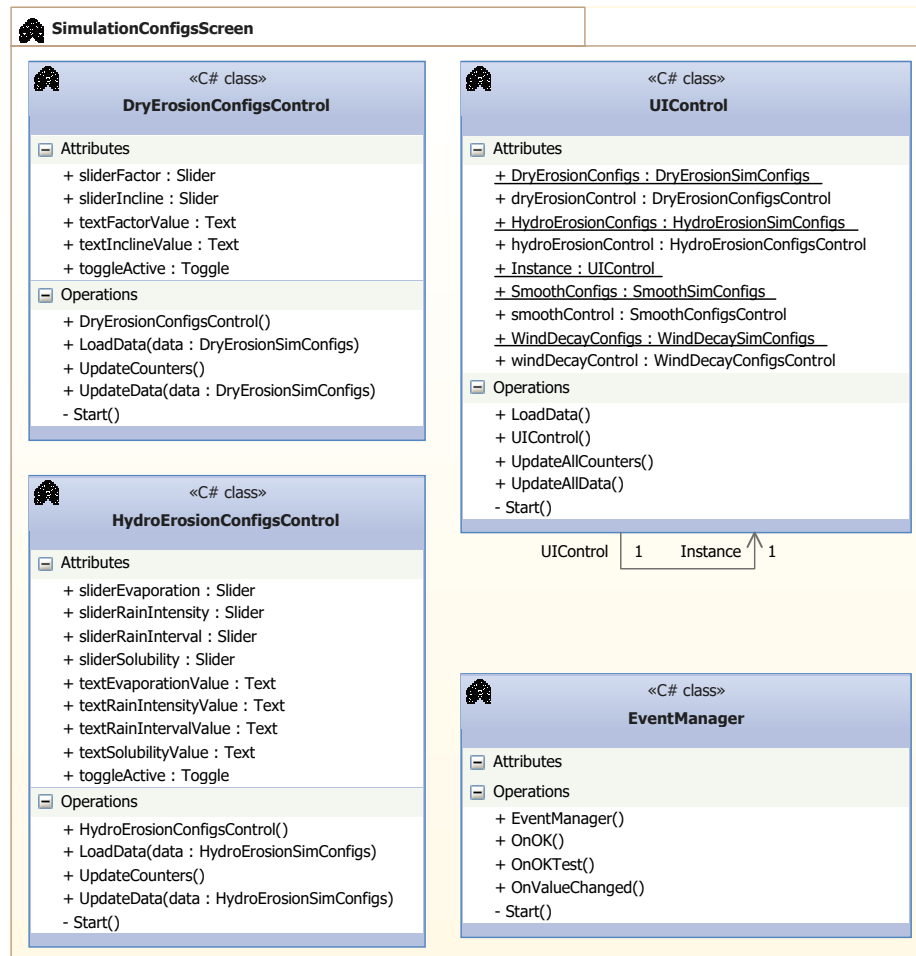 SimulationConfigsScreen
«C# class»
DryErosionConfigsControl
Attributes
+ sliderFactor : Slider
+ sliderIncline : Slider
+ textFactorValue : Text
+ textInclineValue : Text
+ toggleActive : Toggle
Operations
+ DryErosionConfigsControl()
+ LoadData(data : DryErosionSimConfigs)
+ UpdateCounters()
+ UpdateData(data : DryErosionSimConfigs)
- Start()
«C# class»
HydroErosionConfigsControl
Attributes
+ sliderEvaporation : Slider
+ sliderRainIntensity : Slider
+ sliderRainInterval : Slider
+ sliderSolubility : Slider
+ textEvaporationValue : Text
+ textRainIntensityValue : Text
+ textRainIntervalValue : Text
+ textSolubilityValue : Text
+ toggleActive : Toggle
Operations
+ HydroErosionConfigsControl()
+ LoadData(data : HydroErosionSimConfigs)
+ UpdateCounters()
+ UpdateData(data : HydroErosionSimConfigs)
- Start()
«C# class»
UIControl
Attributes
+ DryErosionConfigs : DryErosionSimConfigs
+ dryErosionControl : DryErosionConfigsControl
+ HydroErosionConfigs : HydroErosionSimConfigs
+ hydroErosionControl : HydroErosionConfigsControl
+ Instance : UIControl
+ SmoothConfigs : SmoothSimConfigs
+ smoothControl : SmoothConfigsControl
+ WindDecayConfigs : WindDecaySimConfigs
+ windDecayControl : WindDecayConfigsControl
Operations
+ LoadData()
+ UIControl()
+ UpdateAllCounters()
+ UpdateAllData()
- Start()
UIControl 1 Instance 1
«C# class»
EventManager
Attributes
Operations
+ EventManager()
+ OnOK()
+ OnOKTest()
+ OnValueChanged()
- Start()